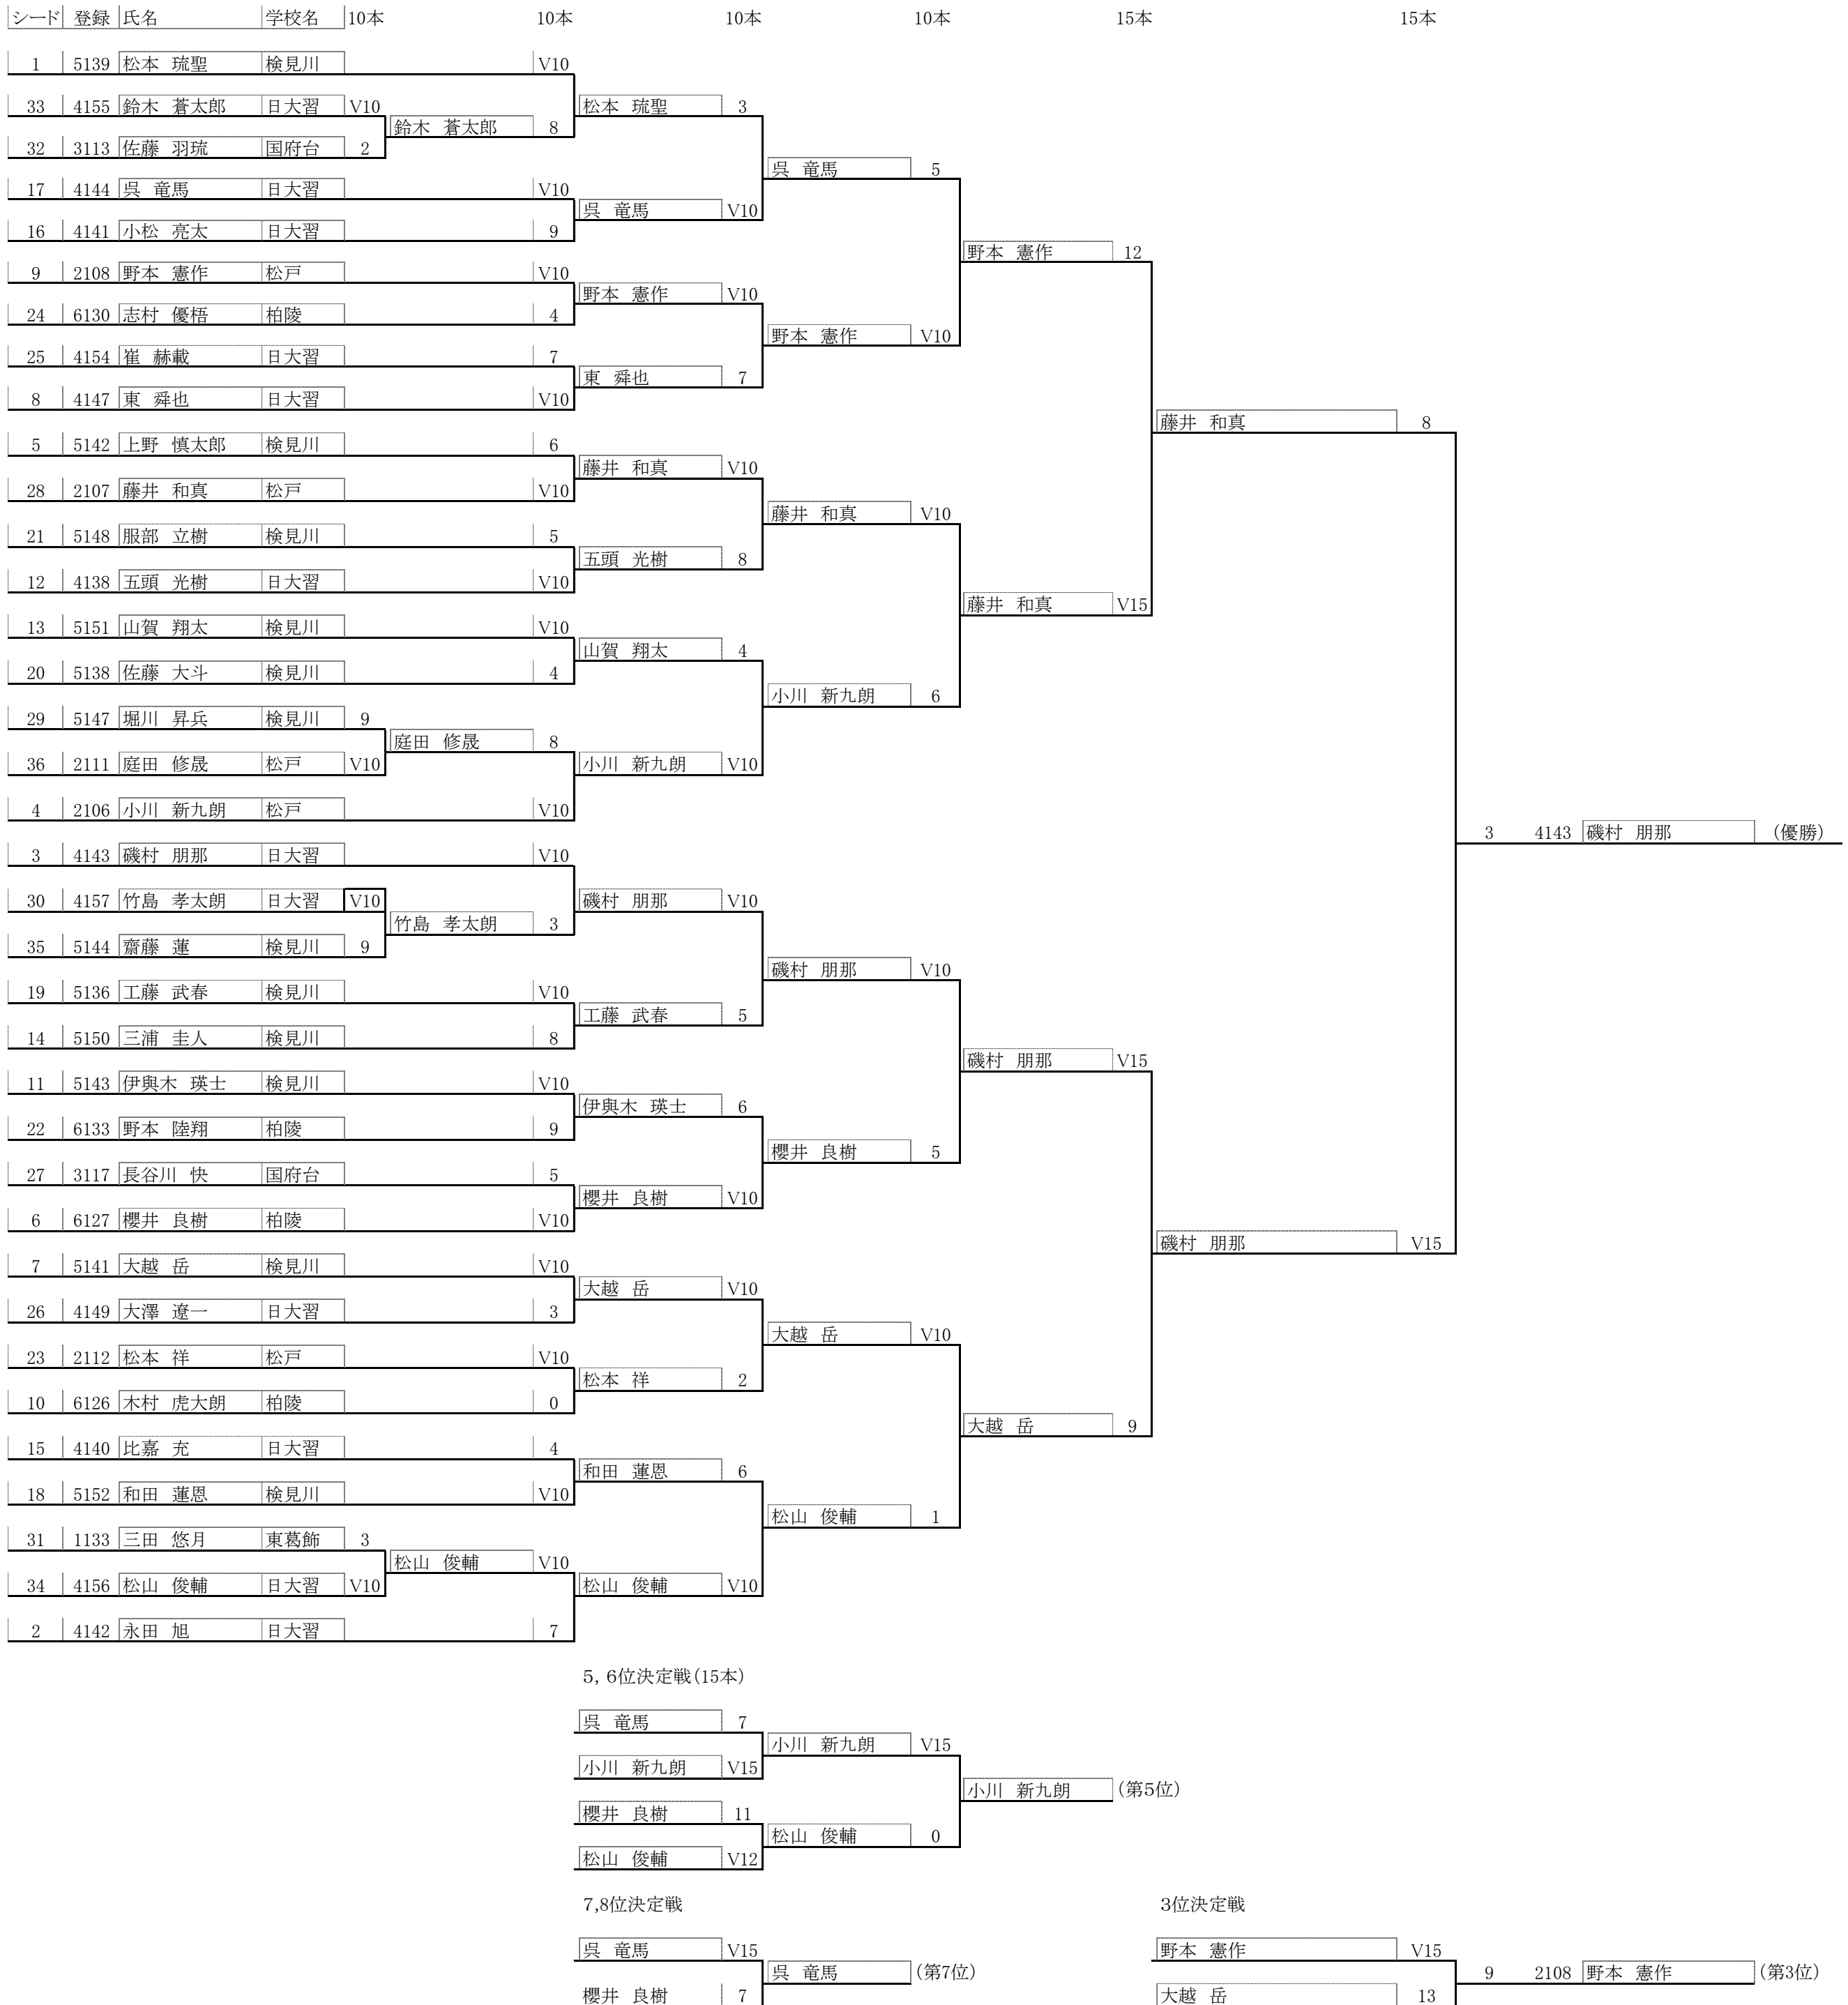 シード 登録 氏名 学校名 10本 10本 10本 10本 15本 15本
1 5139 松本 琉聖 検見川 V10
33 4155 鈴木 蒼太郎 日大習 V10 松本 琉聖 3
鈴木 蒼太郎 8
32 3113 佐藤 羽琉 国府台 2
呉 竜馬 5
17 4144 呉 竜馬 日大習 V10
呉 竜馬 V10
16 4141 小松 亮太 日大習 9
野本 憲作 12
9 2108 野本 憲作 松戸 V10
野本 憲作 V10
24 6130 志村 優梧 柏陵 4
野本 憲作 V10
25 4154 崔 赫載 日大習 7
東 舜也 7
8 4147 東 舜也 日大習 V10
藤井 和真 8
5 5142 上野 慎太郎 検見川 6
藤井 和真 V10
28 2107 藤井 和真 松戸 V10
藤井 和真 V10
21 5148 服部 立樹 検見川 5
五頭 光樹 8
12 4138 五頭 光樹 日大習 V10
藤井 和真 V15
13 5151 山賀 翔太 検見川 V10
山賀 翔太 4
20 5138 佐藤 大斗 検見川 4
小川 新九朗 6
29 5147 堀川 昇兵 検見川 9
庭田 修晟 8
36 2111 庭田 修晟 松戸 V10 小川 新九朗 V10
4 2106 小川 新九朗 松戸 V10
3 4143 磯村 朋那 (優勝)
3 4143 磯村 朋那 日大習 V10
30 4157 竹島 孝太朗 日大習 V10 磯村 朋那 V10
竹島 孝太朗 3
35 5144 齋藤 蓮 検見川 9
磯村 朋那 V10
19 5136 工藤 武春 検見川 V10
工藤 武春 5
14 5150 三浦 圭人 検見川 8
磯村 朋那 V15
11 5143 伊與木 瑛士 検見川 V10
伊與木 瑛士 6
22 6133 野本 陸翔 柏陵 9
櫻井 良樹 5
27 3117 長谷川 快 国府台 5
櫻井 良樹 V10
6 6127 櫻井 良樹 柏陵 V10
磯村 朋那 V15
7 5141 大越 岳 検見川 V10
大越 岳 V10
26 4149 大澤 遼一 日大習 3
大越 岳 V10
23 2112 松本 祥 松戸 V10
松本 祥 2
10 6126 木村 虎大朗 柏陵 0
大越 岳 9
15 4140 比嘉 充 日大習 4
和田 蓮恩 6
18 5152 和田 蓮恩 検見川 V10
松山 俊輔 1
31 1133 三田 悠月 東葛飾 3
松山 俊輔 V10
34 4156 松山 俊輔 日大習 V10 松山 俊輔 V10
2 4142 永田 旭 日大習 7
5, 6位決定戦(15本)
呉 竜馬 7
小川 新九朗 V15
小川 新九朗 V15
小川 新九朗 (第5位)
櫻井 良樹 11
松山 俊輔 0
松山 俊輔 V12
7,8位決定戦 3位決定戦
呉 竜馬 V15 野本 憲作 V15
呉 竜馬 (第7位) 9 2108 野本 憲作 (第3位)
櫻井 良樹 7 大越 岳 13